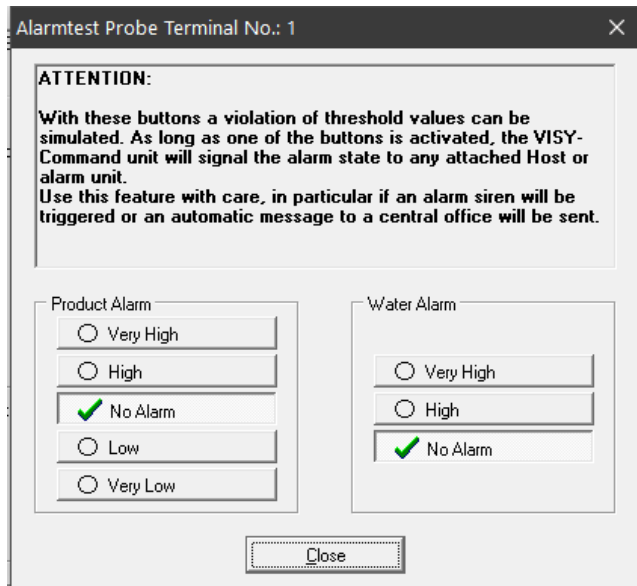 Alarmtest Probe Terminal No.: 1
ATTENTION:
With these buttons a violation of threshold values can be
simulated. As long as one of the buttons is activated, the VISY-
Command unit will signal the alarm state to any attached Host or
alarm unit.
Use this feature with care, in particular if an alarm siren will be
triggered or an automatic message to a central office will be sent.
Product Alarm
Very High
High
No Alarm
Low
Very Low
Water Alarm
Very High
High
No Alarm
Close